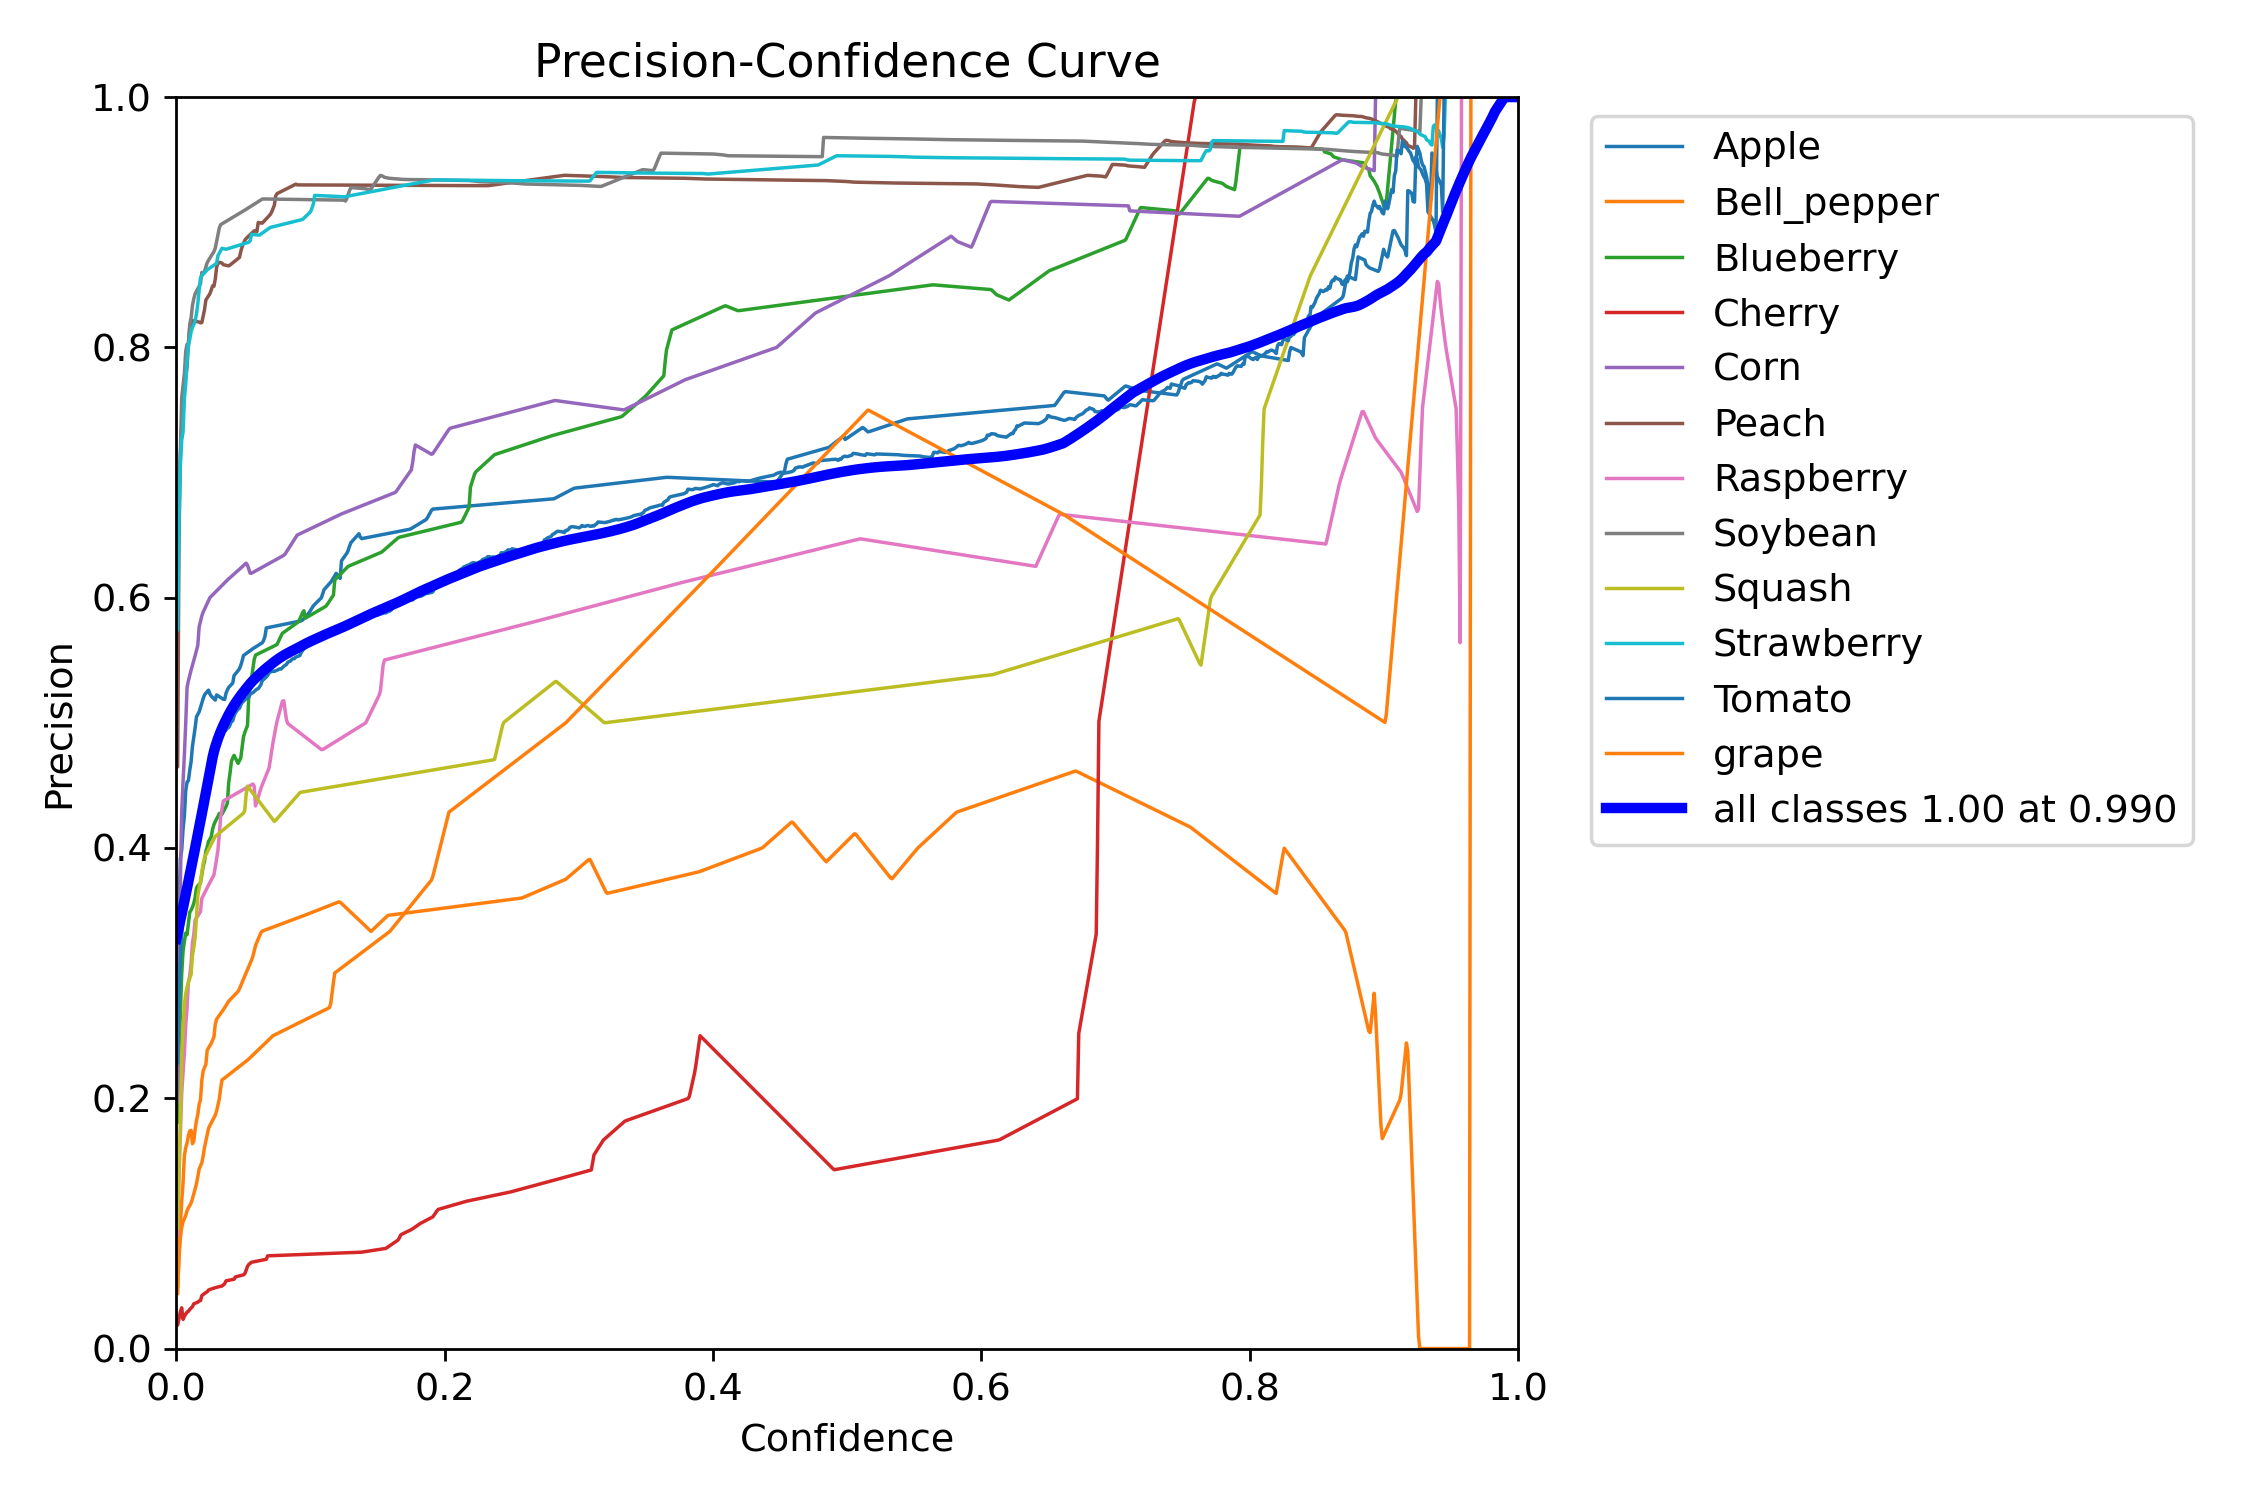 Precision-Confidence Curve
1.0
0.8
0.6
0.4
0.2
0.0
Precision
0.0 0.2 0.4 0.6 0.8 1.0
Confidence
Apple
Bell_pepper
Blueberry
Cherry
Corn
Peach
Raspberry
Soybean
Squash
Strawberry
Tomato
grape
all classes 1.00 at 0.990